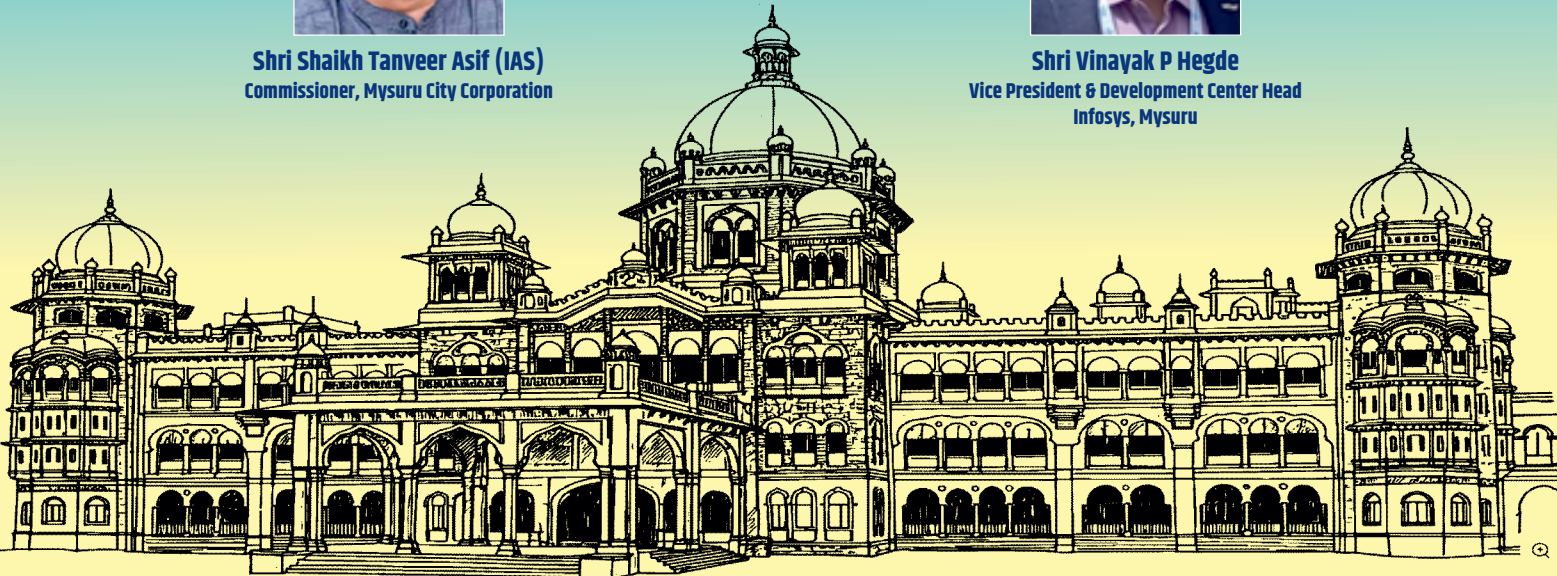 Shri Shaikh Tanveer Asif (IAS)
Commissioner, Mysuru City Corporation
Shri Vinayak P Hegde
Vice President & Development Center Head
Infosys, Mysuru